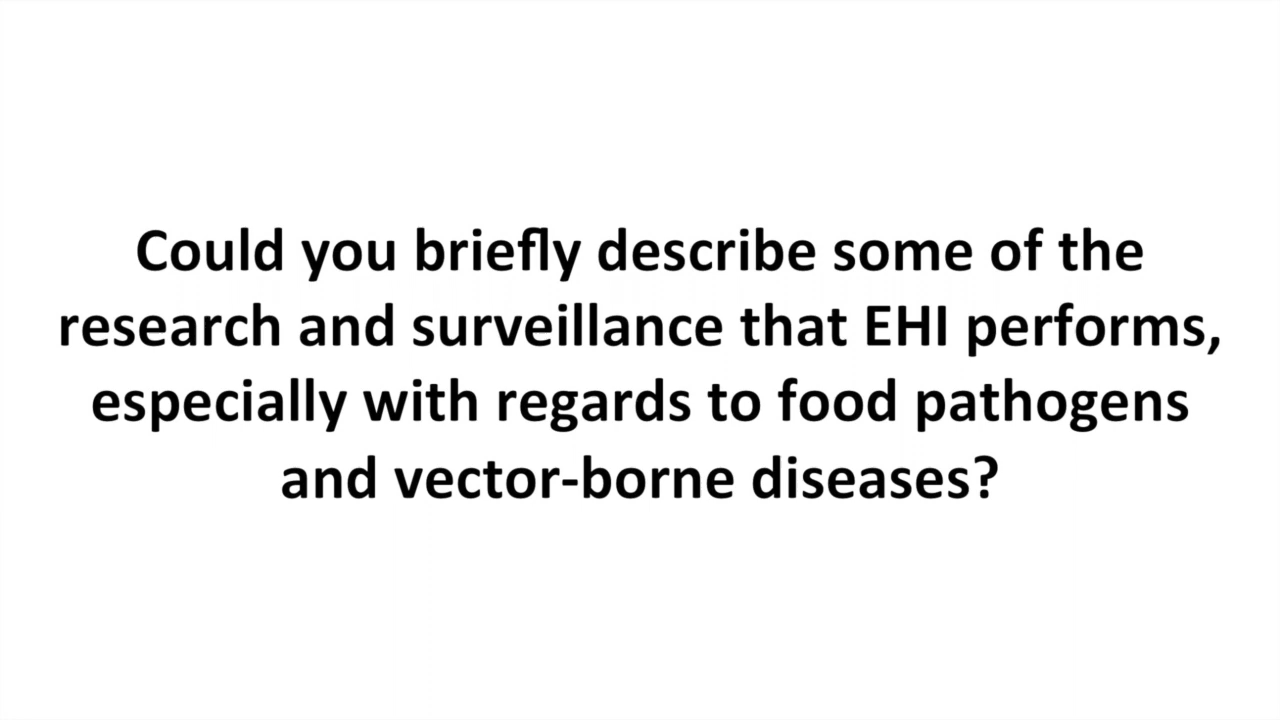 Could you briefly describe some of the
research and surveillance that EHI performs,
especially with regards to food pathogens
and vector-borne diseases?